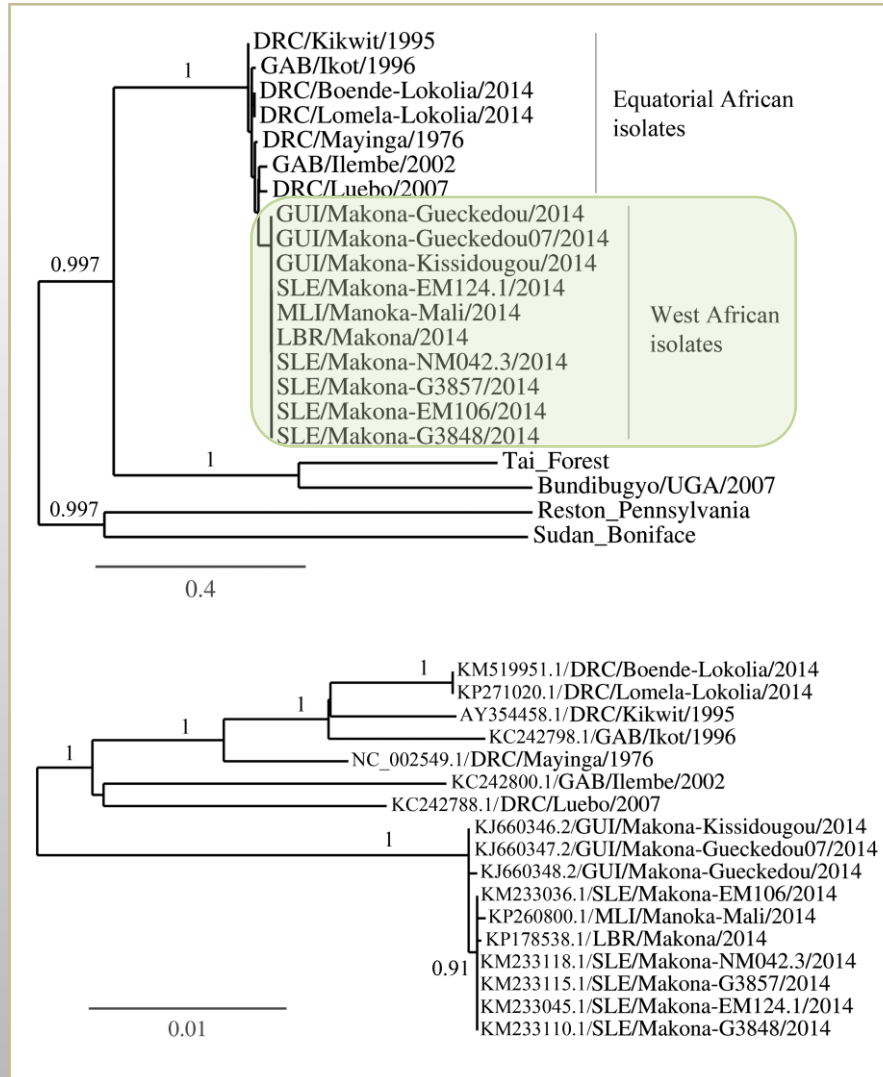 DRC/Kikwit/1995
1
GAB/Ikot/1996
DRC/Boende-Lokolia/2014
DRC/Lomela-Lokolia/2014
Equatorial African
isolates
DRC/Mayinga/1976
GAB/Ilembe/2002
DRC/Luebo/2007
GUI/Makona-Gueckedou/2014
GUI/Makona-Gueckedou07/2014
0.997
GUI/Makona-Kissidougou/2014
SLE/Makona-EM124.1/2014
MLI/Manoka-Mali/2014
West African
isolates
LBR/Makona/2014
SLE/Makona-NM042.3/2014
SLE/Makona-G3857/2014
SLE/Makona-EM106/2014
SLE/Makona-G3848/2014
1
Tai_Forest
Bundibugyo/UGA/2007
0.997
Reston_Pennsylvania
Sudan_Boniface
0.4
1
KM519951.1/DRC/Boende-Lokolia/2014
KP271020.1/DRC/Lomela-Lokolia/2014
1
AY354458.1/DRC/Kikwit/1995
1
KC242798.1/GAB/Ikot/1996
1
NC_002549.1/DRC/Mayinga/1976
KC242800.1/GAB/Ilembe/2002
KC242788.1/DRC/Luebo/2007
KJ660346.2/GUI/Makona-Kissidougou/2014
1
KJ660347.2/GUI/Makona-Gueckedou07/2014
KJ660348.2/GUI/Makona-Gueckedou/2014
KM233036.1/SLE/Makona-EM106/2014
KP260800.1/MLI/Manoka-Mali/2014
KP178538.1/LBR/Makona/2014
0.91
KM233118.1/SLE/Makona-NM042.3/2014
KM233115.1/SLE/Makona-G3857/2014
KM233045.1/SLE/Makona-EM124.1/2014
KM233110.1/SLE/Makona-G3848/2014
0.01